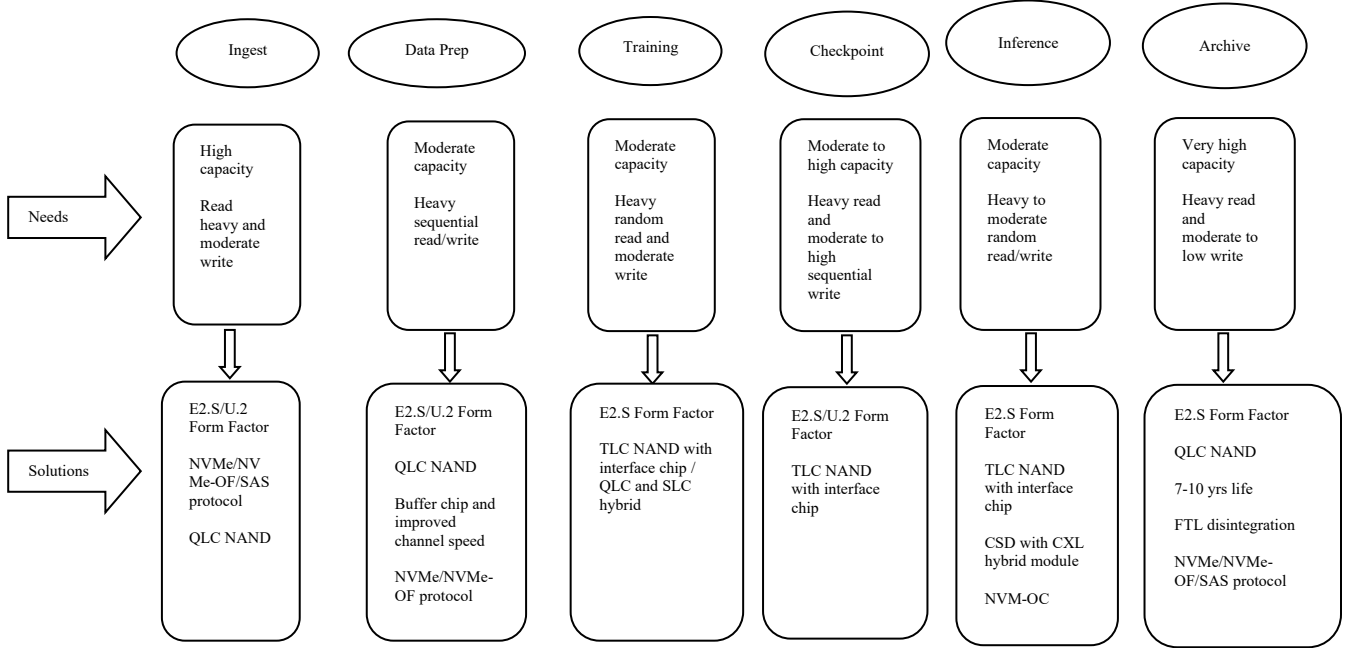 Ingest
Data Prep
Training
Checkpoint
Inference
Archive
Needs
High
capacity
Read
heavy and
moderate
write
Moderate
capacity
Heavy
sequential
read/write
Moderate
capacity
Heavy
random
read and
moderate
write
Moderate to
high capacity
Heavy read
and
moderate to
high
sequential
write
Moderate
capacity
Heavy to
moderate
random
read/write
Very high
capacity
Heavy read
and
moderate to
low write
Solutions
E2.S/U.2
Form Factor
NVMe/NV
Me-OF/SAS
protocol
QLC NAND
E2.S/U.2 Form
Factor
QLC NAND
Buffer chip and
improved
channel speed
NVMe/NVMe-
OF protocol
E2.S Form Factor
TLC NAND with
interface chip /
QLC and SLC
hybrid
E2.S/U.2 Form
Factor
TLC NAND
with interface
chip
E2.S Form
Factor
TLC NAND
with interface
chip
CSD with CXL
hybrid module
NVM-OC
E2.S Form Factor
QLC NAND
7-10 yrs life
FTL disintegration
NVMe/NVMe-
OF/SAS protocol